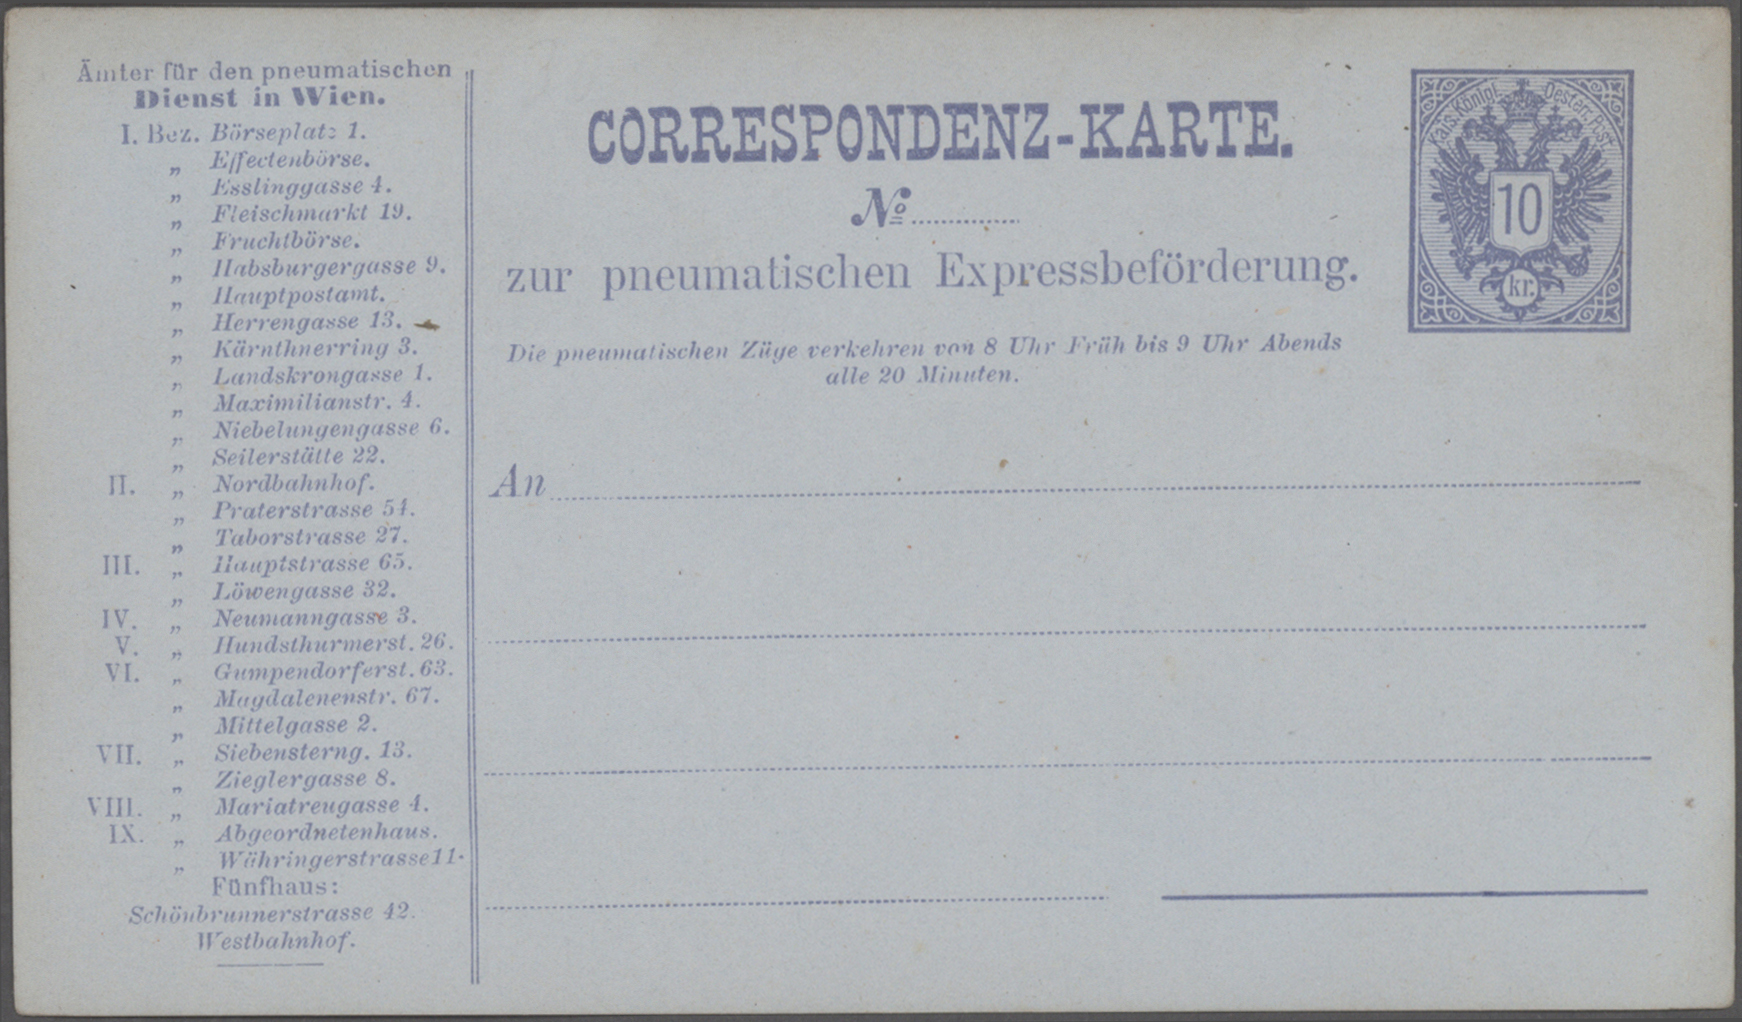 Ämter für den pneumatischen
Dienst in Wien.
I. Bez. Börseplatz 1.
„ Effectenbörse.
„ Esslinggasse 4.
„ Fleischmarkt 19.
„ Fruchtbörse.
„ Habsburgergasse 9.
„ Hauptpostamt.
„ Herrengasse 13.
„ Kärnthnerring 3.
„ Landskrongasse 1.
„ Maximilianstr. 4.
„ Niebelungengasse 6.
„ Seilerstätte 22.
II. „ Nordbahnhof.
„ Praterstrasse 54.
„ Taborstrasse 27.
III. „ Hauptstrasse 65.
„ Löwengasse 32.
IV. „ Neumanngasse 3.
V. „ Hundsthurmerst. 26.
VI. „ Gumpendorferst. 63.
„ Magdalenenstr. 67.
„ Mittelgasse 2.
VII. „ Siebensterng. 13.
„ Zieglergasse 8.
VIII. „ Mariatreugasse 4.
IX. „ Abgeordnetenhaus.
„ Währingerstrasse 11.
Fünfhaus:
Schönbrunnerstrasse 42.
Westbahnhof.
CORRESPONDENZ-KARTE.
No
zur pneumatischen Expressbeförderung.
Die pneumatischen Züge verkehren von 8 Uhr Früh bis 9 Uhr Abends
alle 20 Minuten.
An
Kais. Königl. Oesterr. Post
10
kr.